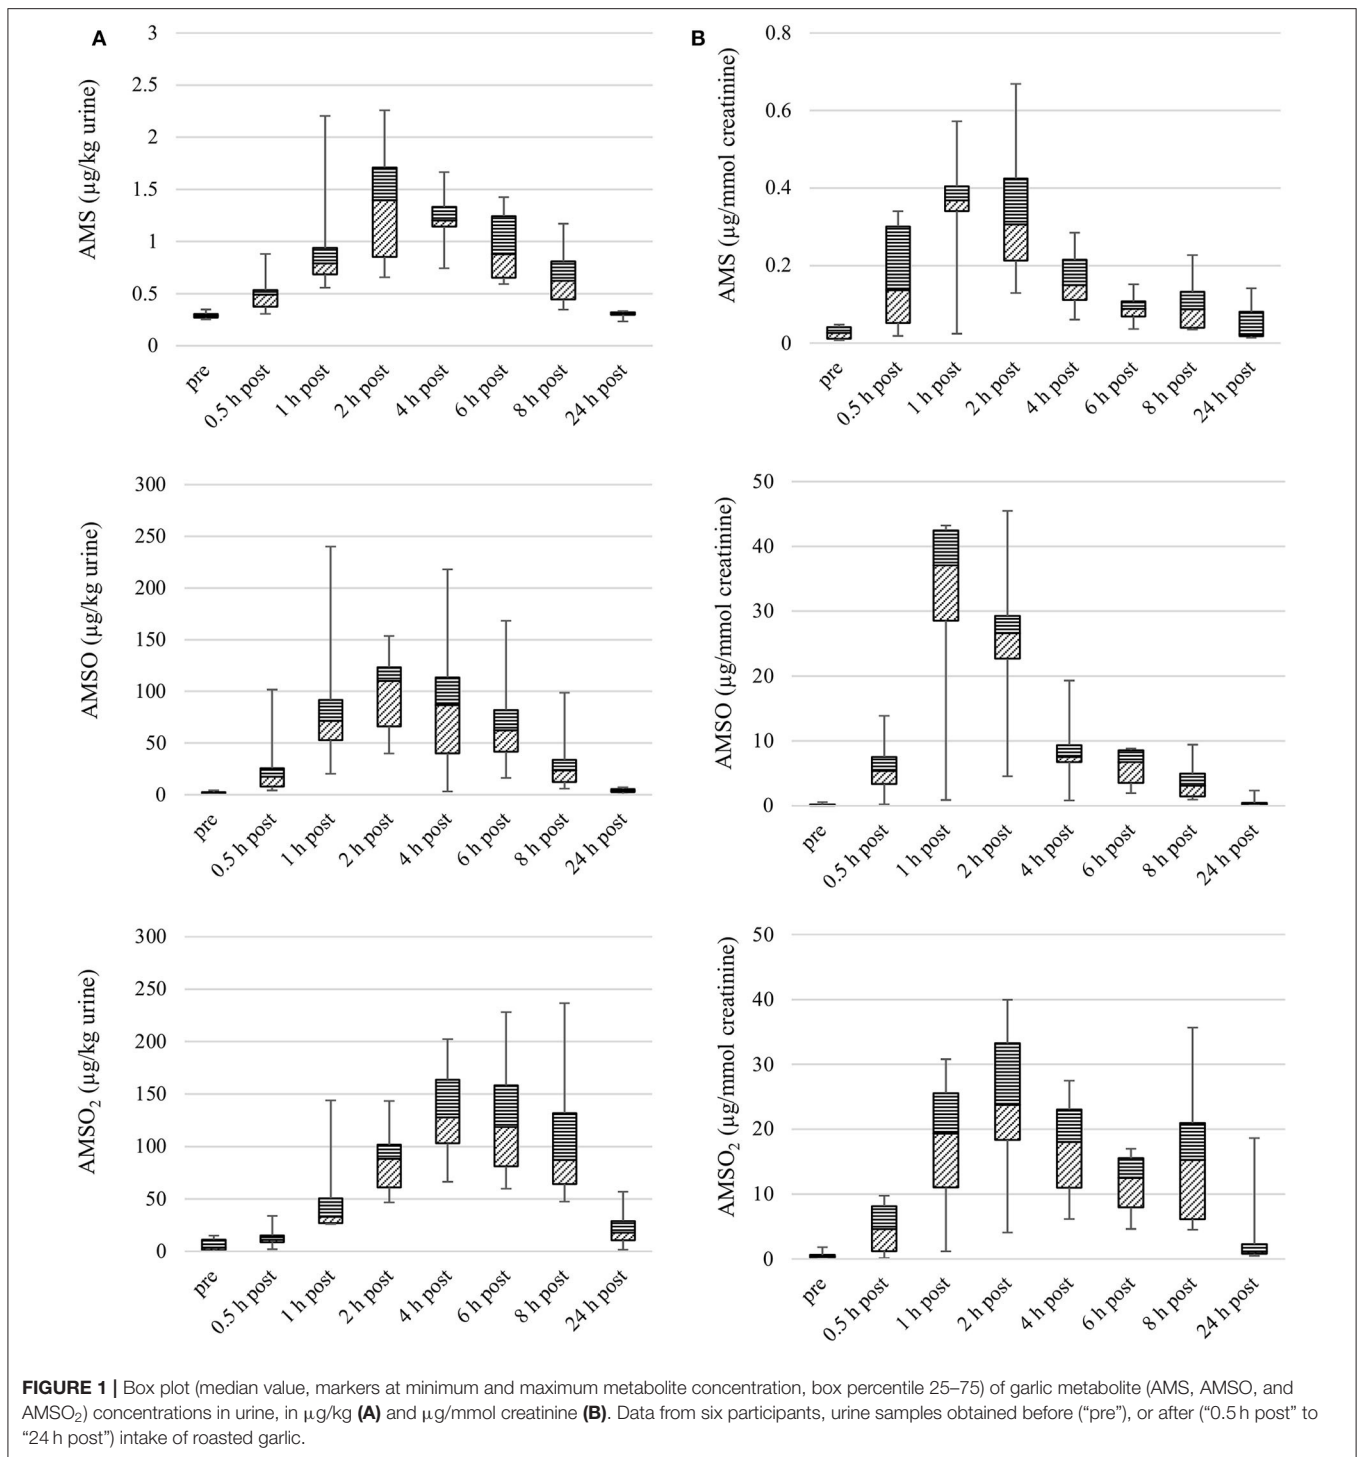 A
AMS (µg/kg urine)
3
2.5
2
1.5
1
0.5
0
pre
0.5 h post
1 h post
2 h post
4 h post
6 h post
8 h post
24 h post
B
AMS (µg/mmol creatinine)
0.8
0.6
0.4
0.2
0
pre
0.5 h post
1 h post
2 h post
4 h post
6 h post
8 h post
24 h post
AMSO (µg/kg urine)
300
250
200
150
100
50
0
pre
0.5 h post
1 h post
2 h post
4 h post
6 h post
8 h post
24 h post
AMSO (µg/mmol creatinine)
50
40
30
20
10
0
pre
0.5 h post
1 h post
2 h post
4 h post
6 h post
8 h post
24 h post
AMSO₂ (µg/kg urine)
300
250
200
150
100
50
0
pre
0.5 h post
1 h post
2 h post
4 h post
6 h post
8 h post
24 h post
AMSO₂ (µg/mmol creatinine)
50
40
30
20
10
0
pre
0.5 h post
1 h post
2 h post
4 h post
6 h post
8 h post
24 h post
FIGURE 1 | Box plot (median value, markers at minimum and maximum metabolite concentration, box percentile 25–75) of garlic metabolite (AMS, AMSO, and
AMSO₂) concentrations in urine, in µg/kg (A) and µg/mmol creatinine (B). Data from six participants, urine samples obtained before (“pre”), or after (“0.5 h post” to
“24 h post”) intake of roasted garlic.